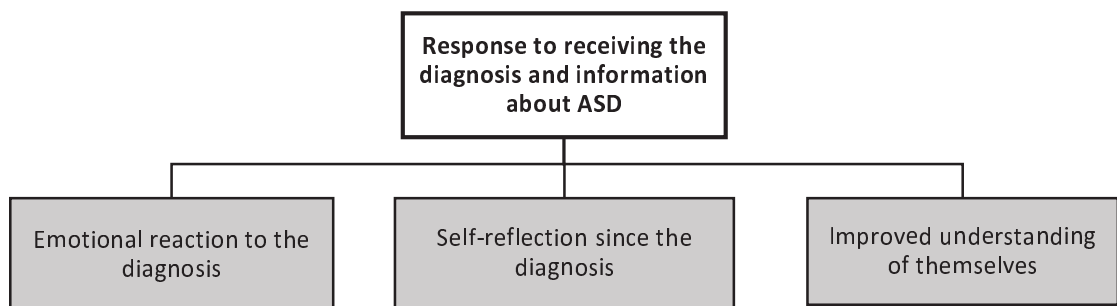 Response to receiving the
diagnosis and information
about ASD
Emotional reaction to the
diagnosis
Self-reflection since the
diagnosis
Improved understanding
of themselves